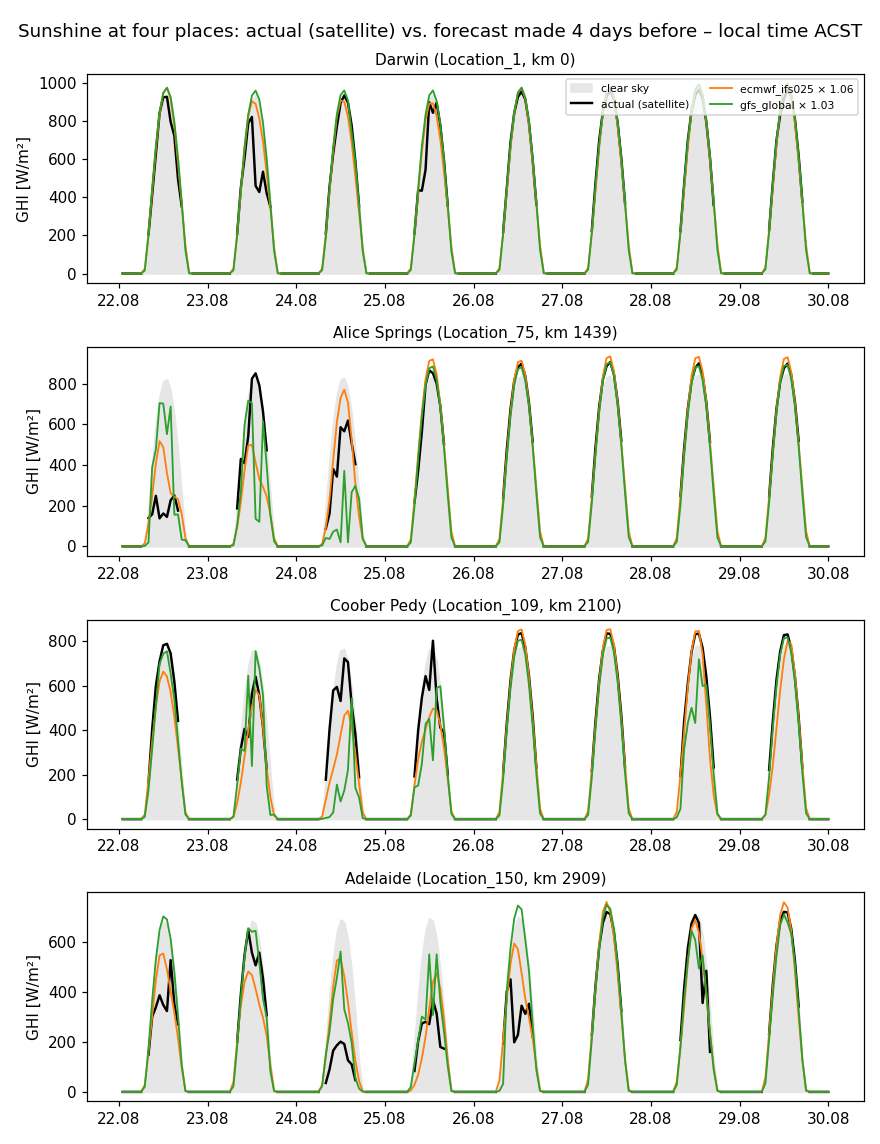 Sunshine at four places: actual (satellite) vs. forecast made 4 days before – local time ACST
Darwin (Location_1, km 0)
clear sky
actual (satellite)
ecmwf_ifs025 × 1.06
gfs_global × 1.03
GHI [W/m²]
1000
800
600
400
200
0
22.08 23.08 24.08 25.08 26.08 27.08 28.08 29.08 30.08
Alice Springs (Location_75, km 1439)
GHI [W/m²]
800
600
400
200
0
22.08 23.08 24.08 25.08 26.08 27.08 28.08 29.08 30.08
Coober Pedy (Location_109, km 2100)
GHI [W/m²]
800
600
400
200
0
22.08 23.08 24.08 25.08 26.08 27.08 28.08 29.08 30.08
Adelaide (Location_150, km 2909)
GHI [W/m²]
600
400
200
0
22.08 23.08 24.08 25.08 26.08 27.08 28.08 29.08 30.08